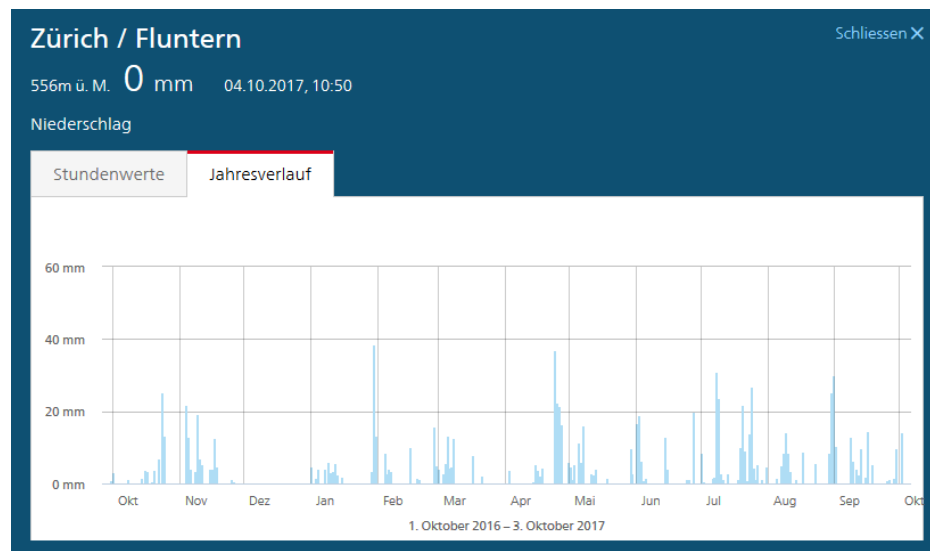 Zürich / Fluntern
Schliessen ✕
556m ü. M. 0 mm 04.10.2017, 10:50
Niederschlag
Stundenwerte Jahresverlauf
60 mm
40 mm
20 mm
0 mm
Okt Nov Dez Jan Feb Mar Apr Mai Jun Jul Aug Sep Okt
1. Oktober 2016 – 3. Oktober 2017